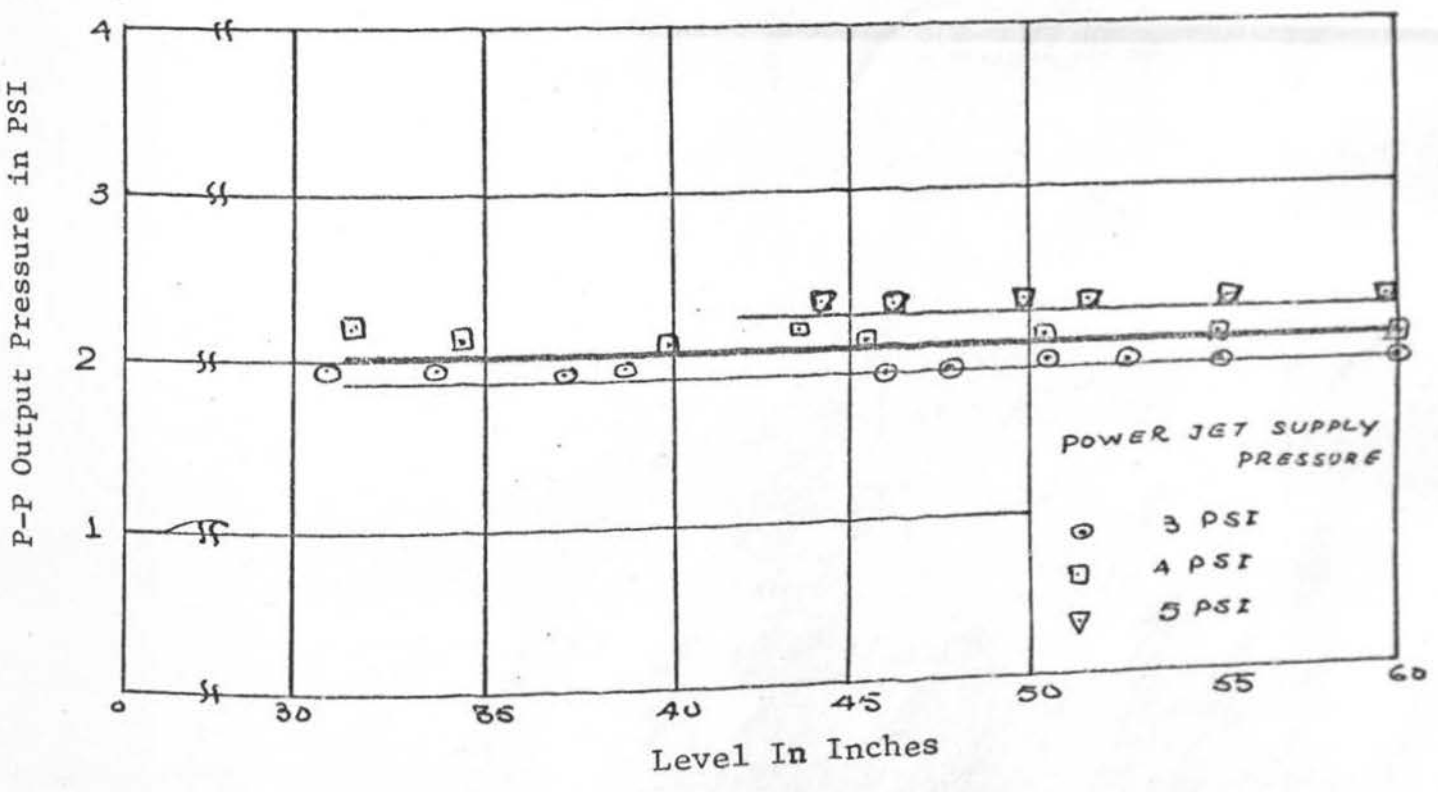 P-P Output Pressure in PSI
4
3
2
1
0
30
35
40
45
50
55
60
Level In Inches
POWER JET SUPPLY
PRESSURE
3 PSI
4 PSI
5 PSI